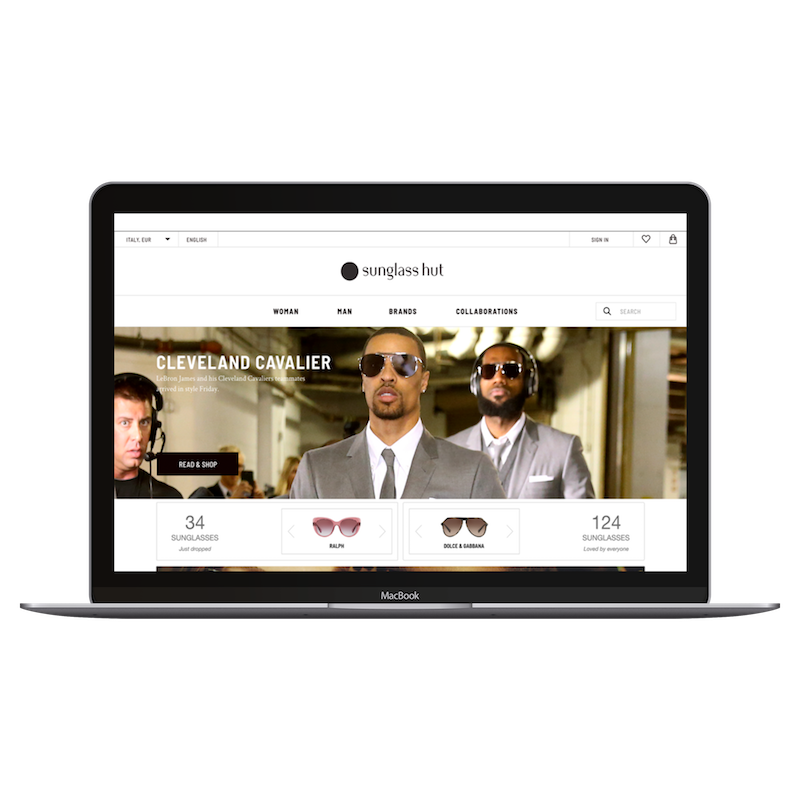 ITALY, EUR
ENGLISH
SIGN IN
sunglass hut
WOMAN MAN BRANDS COLLABORATIONS
SEARCH
CLEVELAND CAVALIER
LeBron James and his Cleveland Cavaliers teammates
arrived in style Friday.
READ & SHOP
34
SUNGLASSES
Just dropped
RALPH
DOLCE & GABBANA
124
SUNGLASSES
Loved by everyone
MacBook